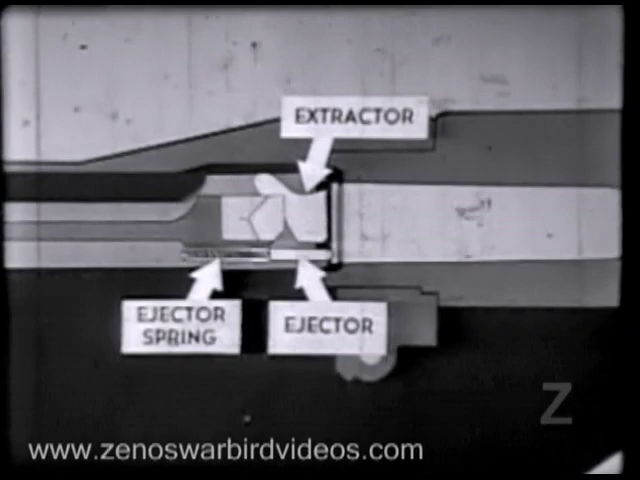 EXTRACTOR
EJECTOR
SPRING
EJECTOR
Z
www.zenoswarbirdvideos.com